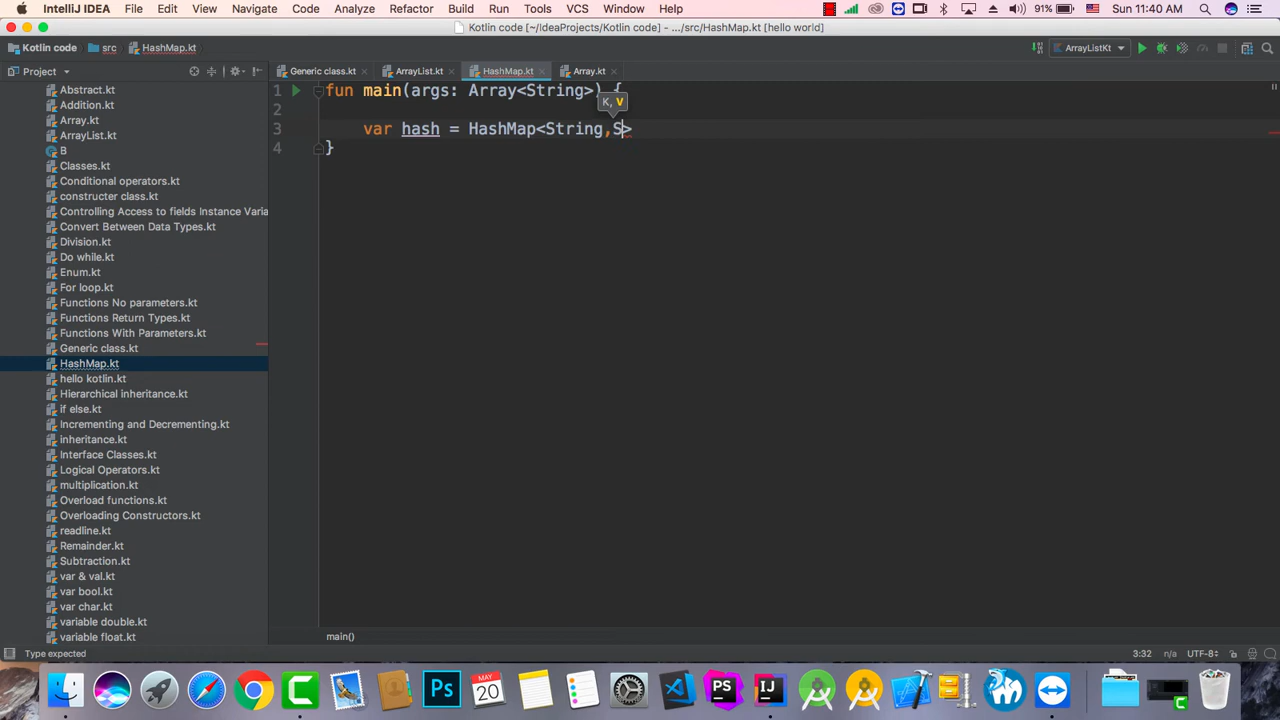 IntelliJ IDEA File Edit View Navigate Code Analyze Refactor Build Run Tools VCS Window Help 91% Sun 11:40 AM
Kotlin code [~/IdeaProjects/Kotlin code] - .../src/HashMap.kt [hello world]
Kotlin code src HashMap.kt ArrayListKt
Project Generic class.kt ArrayList.kt HashMap.kt Array.kt
Abstract.kt
Addition.kt
Array.kt
ArrayList.kt
B
Classes.kt
Conditional operators.kt
constructer class.kt
Controlling Access to fields Instance Varia
Convert Between Data Types.kt
Division.kt
Do while.kt
Enum.kt
For loop.kt
Functions No parameters.kt
Functions Return Types.kt
Functions With Parameters.kt
Generic class.kt
HashMap.kt
hello kotlin.kt
Hierarchical inheritance.kt
if else.kt
Incrementing and Decrementing.kt
inheritance.kt
Interface Classes.kt
Logical Operators.kt
multiplication.kt
Overload functions.kt
Overloading Constructors.kt
readline.kt
Remainder.kt
Subtraction.kt
var & val.kt
var bool.kt
var char.kt
variable double.kt
variable float.kt
1 fun main(args: Array<String>) {
K, V
2
3 var hash = HashMap<String,S>
4 }
main()
Type expected 3:32 n/a UTF-8
Ps MAY 20 PS IJ